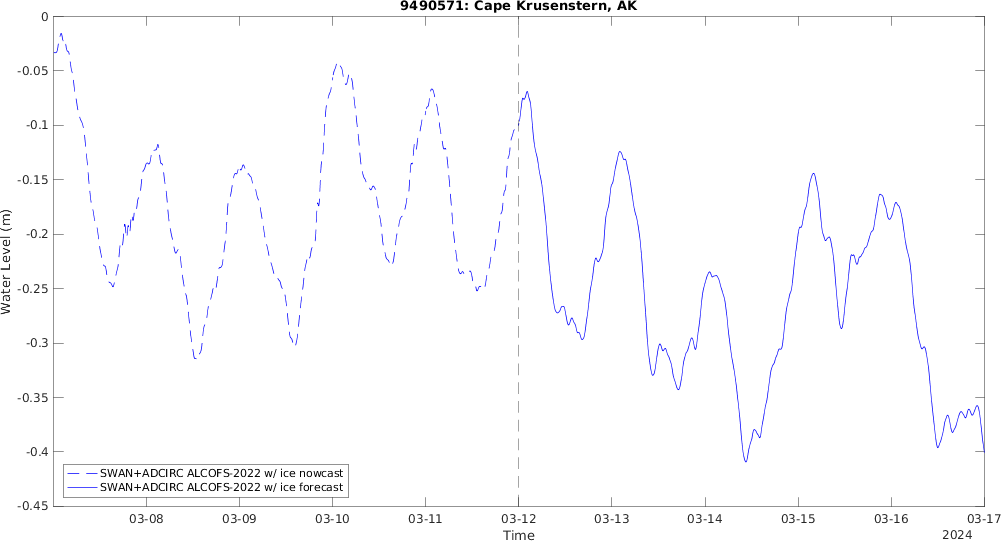 9490571: Cape Krusenstern, AK
0
-0.05
-0.1
-0.15
-0.2
-0.25
-0.3
-0.35
-0.4
-0.45
Water Level (m)
SWAN+ADCIRC ALCOFS-2022 w/ ice nowcast
SWAN+ADCIRC ALCOFS-2022 w/ ice forecast
03-08 03-09 03-10 03-11 03-12 03-13 03-14 03-15 03-16 03-17
Time
2024